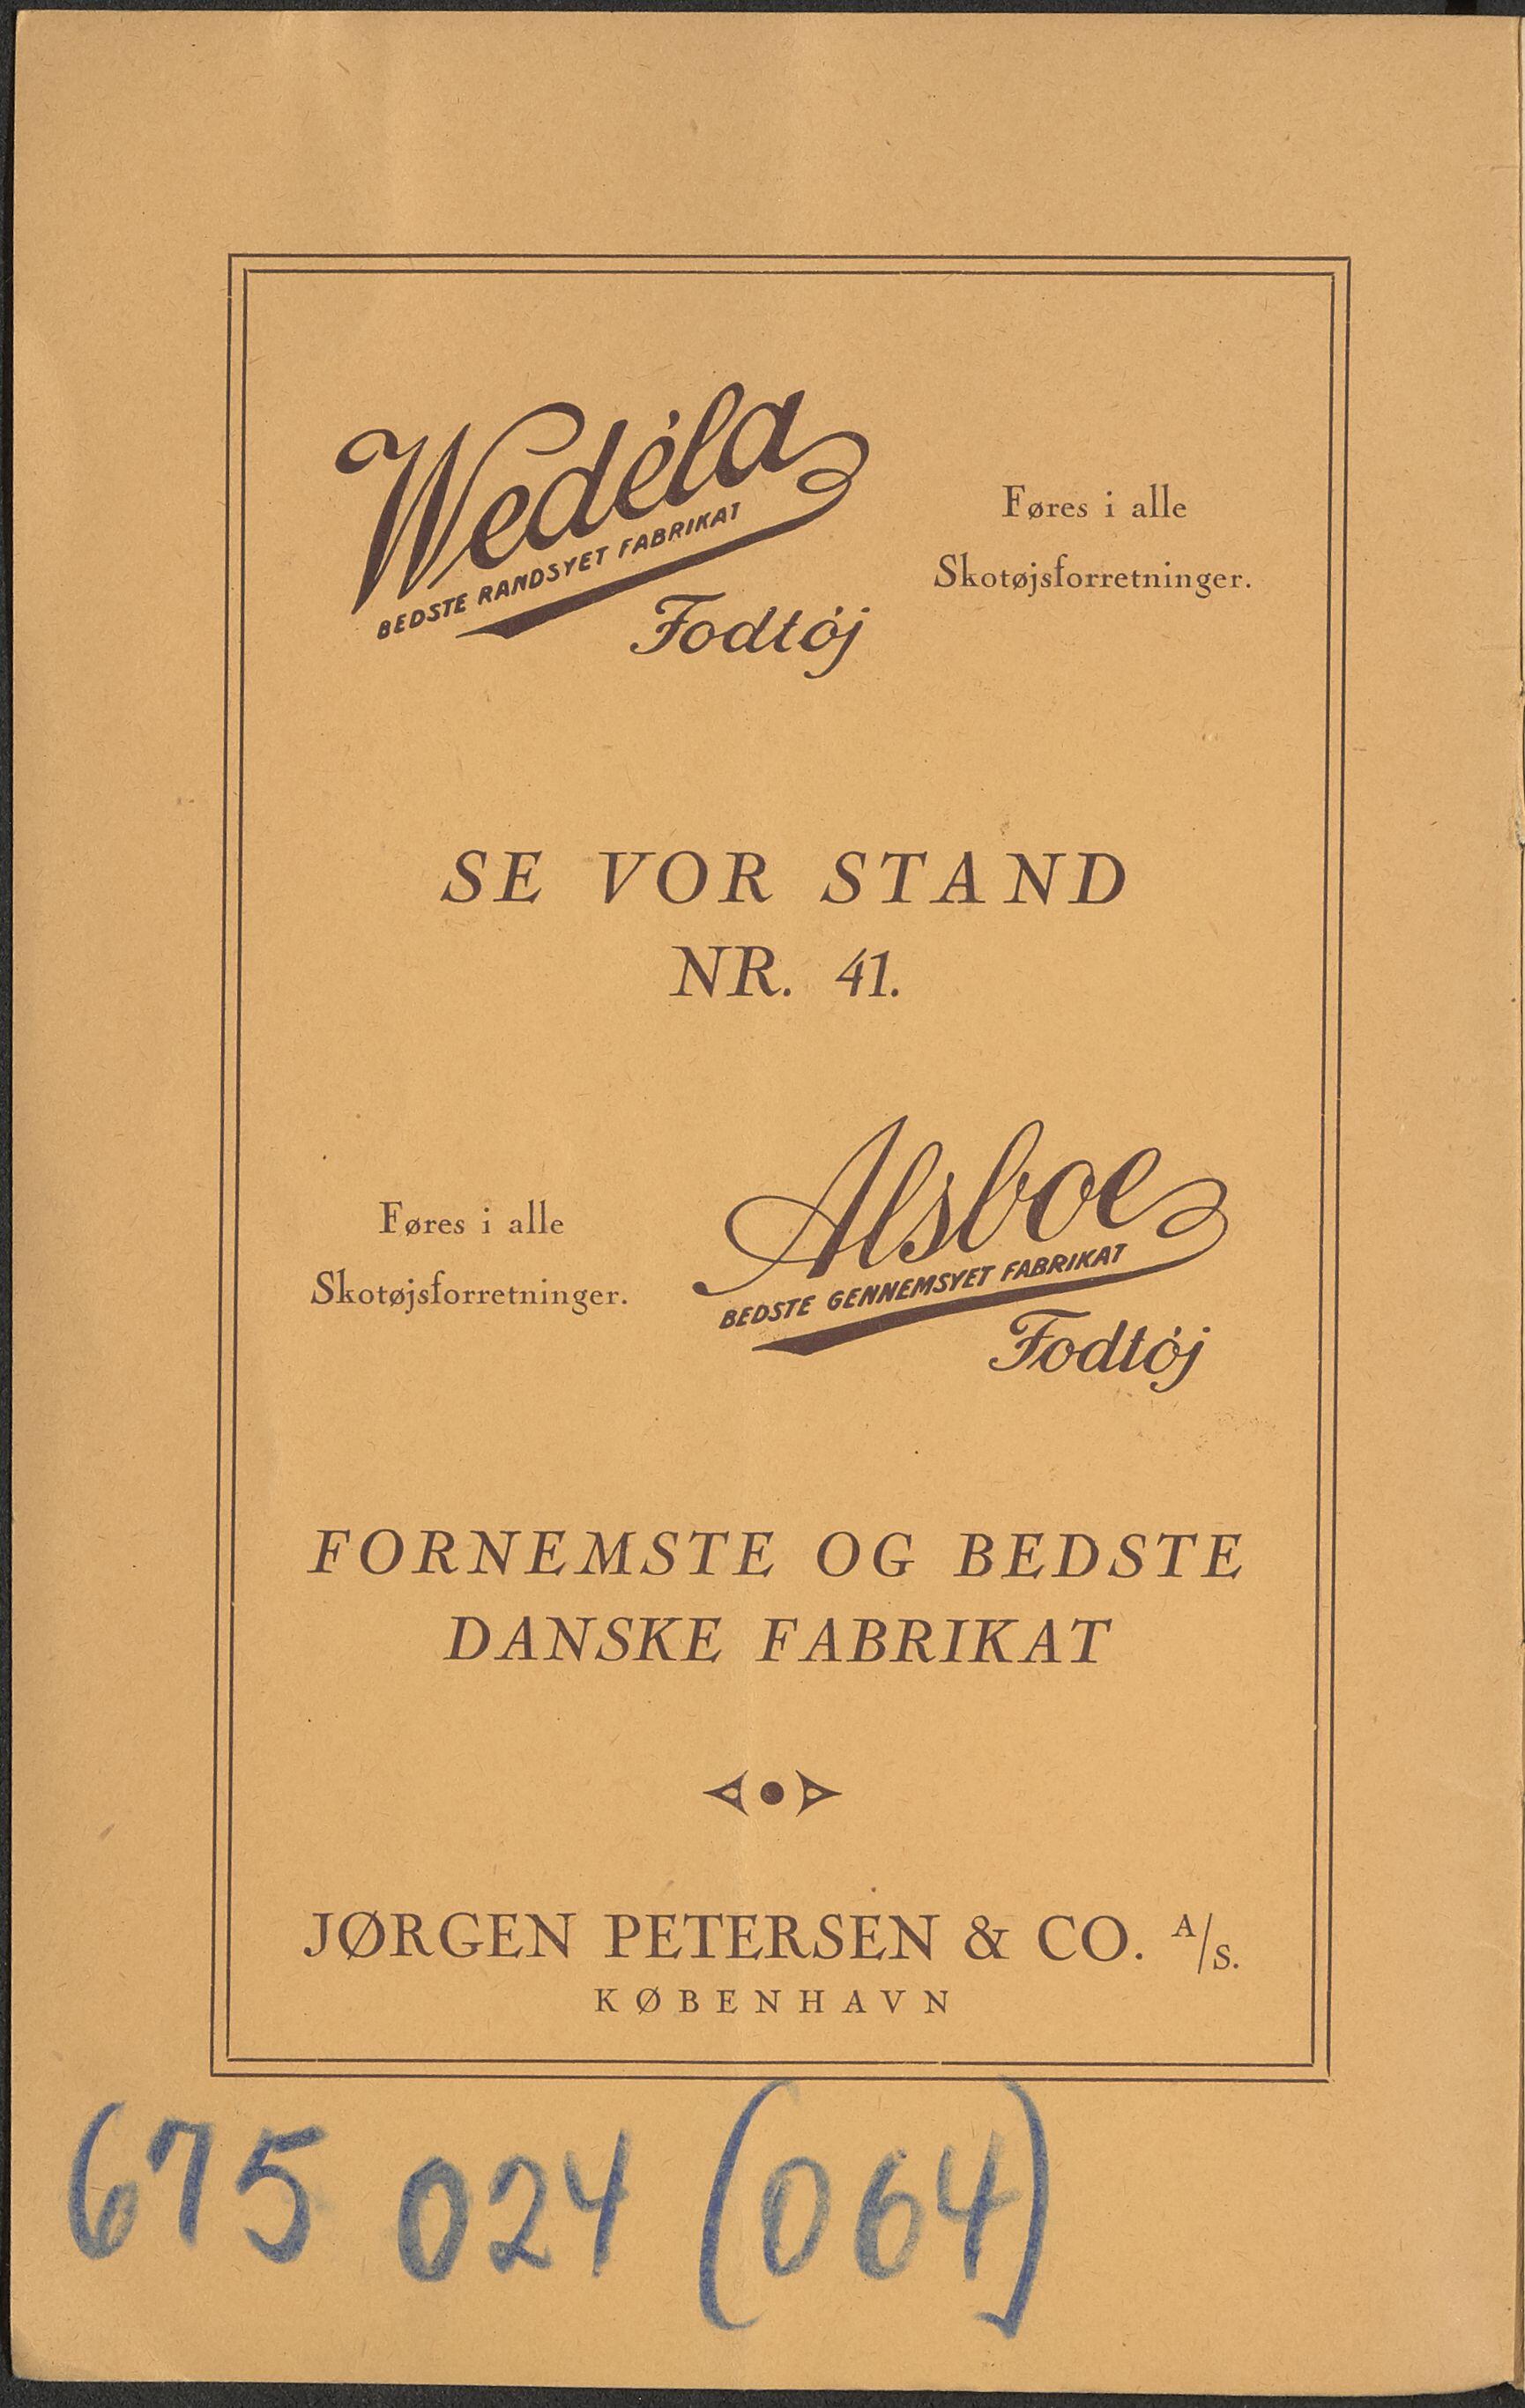 Wedéla
BEDSTE RANDSYET FABRIKAT
Fodtöj
Føres i alle
Skotøjsforretninger.
SE VOR STAND
NR. 41.
Føres i alle
Skotøjsforretninger.
Alsboe
BEDSTE GENNEMSYET FABRIKAT
Fodtöj
FORNEMSTE OG BEDSTE
DANSKE FABRIKAT
JØRGEN PETERSEN & CO. A/S.
KØBENHAVN
675 024 (064)